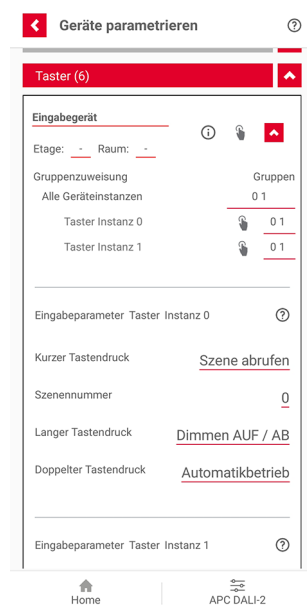 Geräte parametrieren
Taster (6)
Eingabegerät
Etage: - Raum: -
Gruppenzuweisung Gruppen
Alle Geräteinstanzen 0 1
Taster Instanz 0 0 1
Taster Instanz 1 0 1
Eingabeparameter Taster Instanz 0
Kurzer Tastendruck Szene abrufen
Szenennummer 0
Langer Tastendruck Dimmen AUF / AB
Doppelter Tastendruck Automatikbetrieb
Eingabeparameter Taster Instanz 1
Home APC DALI-2